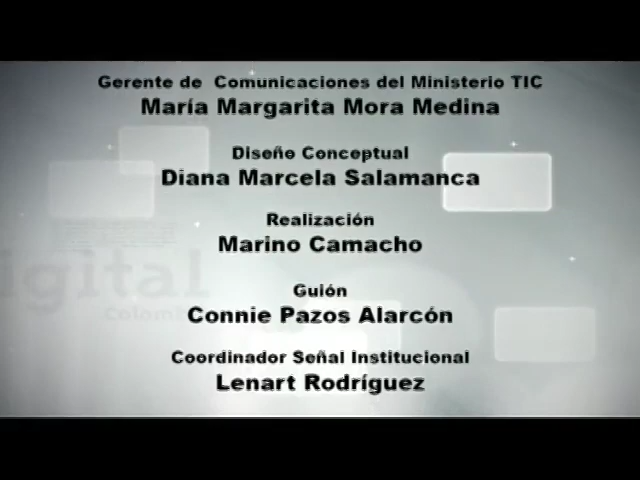 Gerente de Comunicaciones del Ministerio TIC
María Margarita Mora Medina
Diseño Conceptual
Diana Marcela Salamanca
Realización
Marino Camacho
igital
Guión
Connie Pazos Alarcón
Coordinador Señal Institucional
Lenart Rodríguez